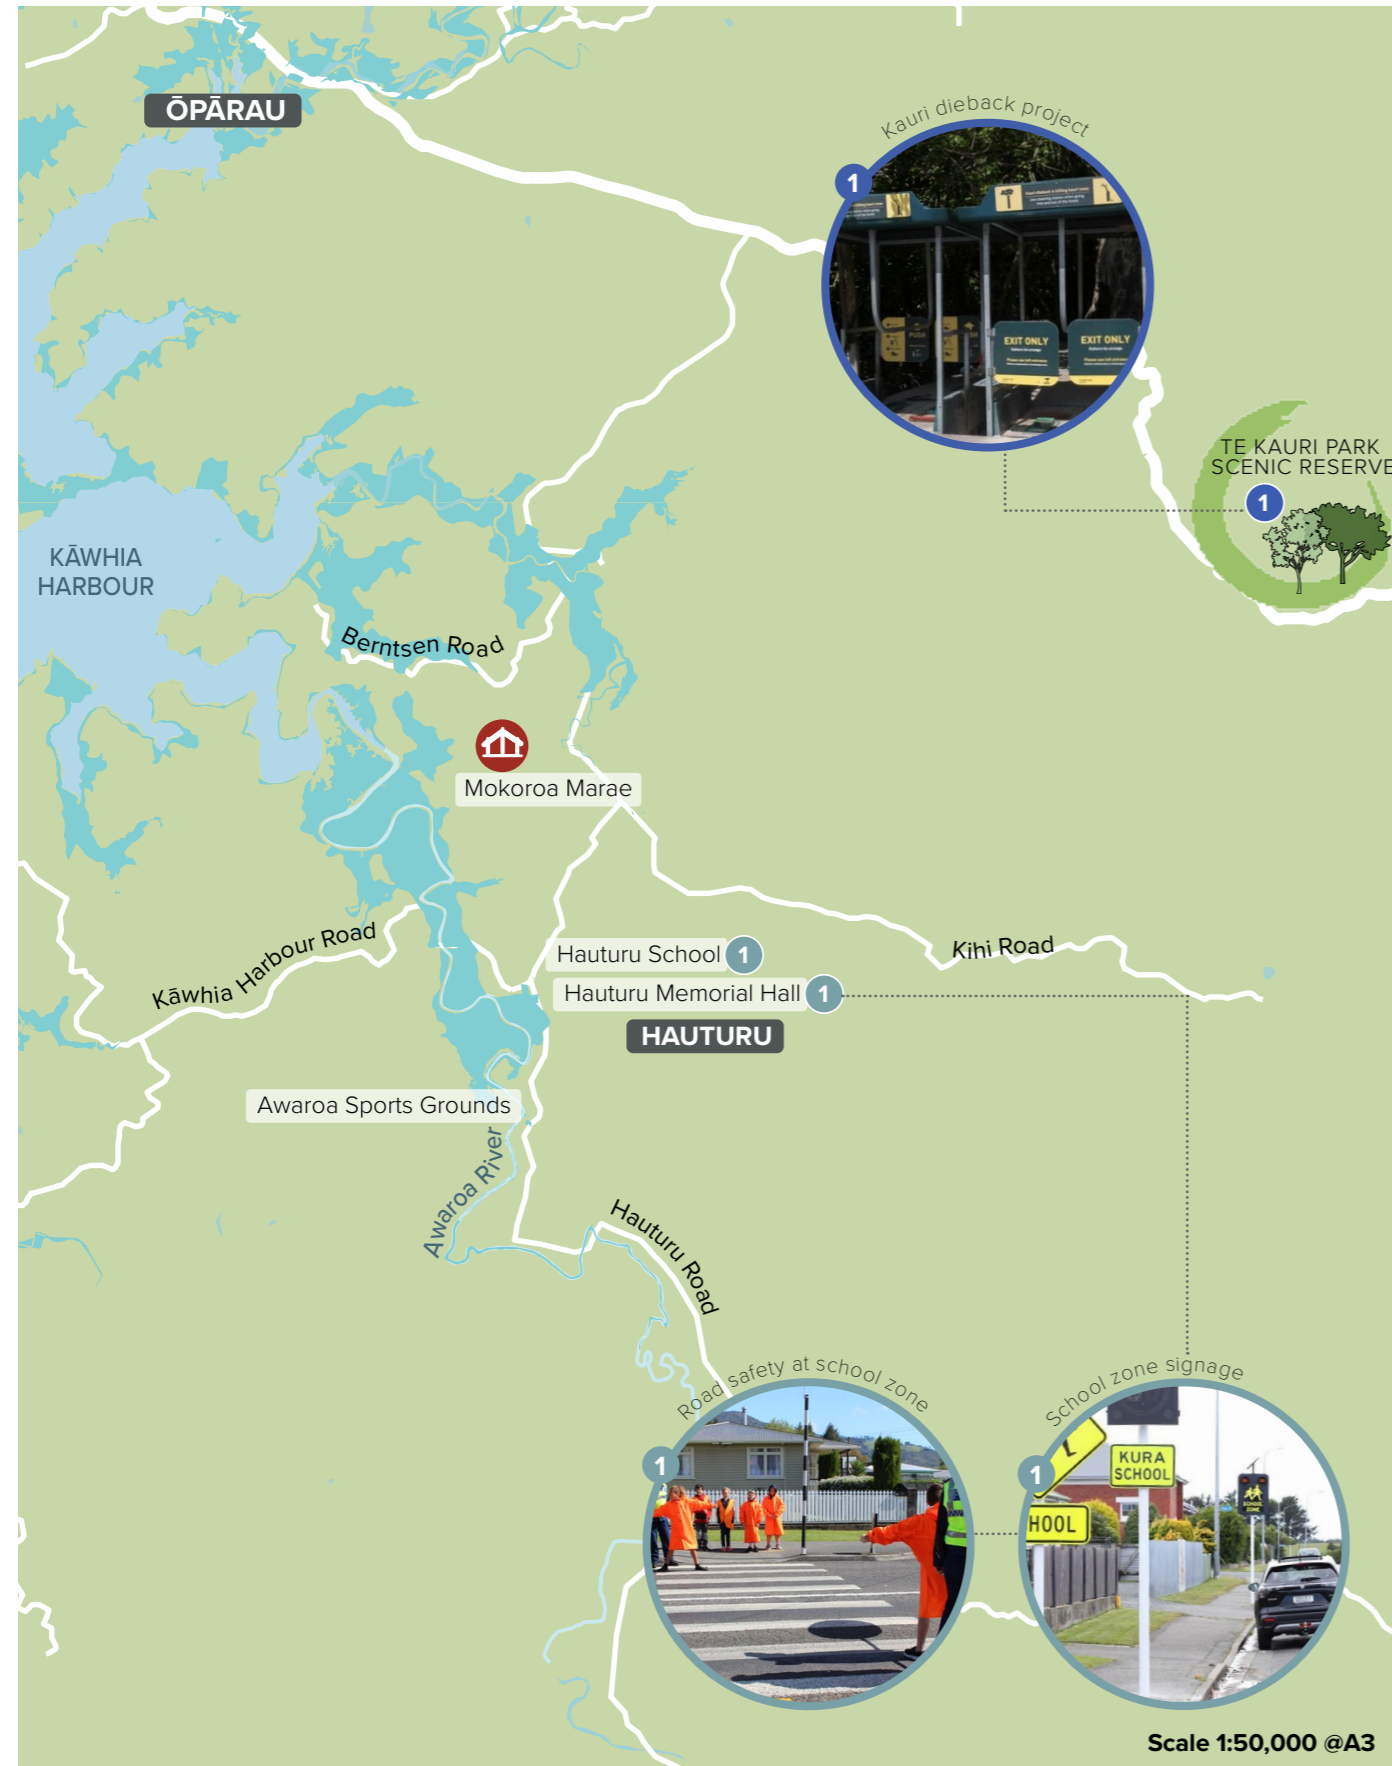 ŌPĀRAU
Kauri dieback project
1
EXIT ONLY
EXIT ONLY
PUSH
TE KAURI PARK
SCENIC RESERVE
1
KĀWHIA
HARBOUR
Berntsen Road
Mokoroa Marae
Kāwhia Harbour Road
Hauturu School 1
Kihi Road
Hauturu Memorial Hall 1
HAUTURU
Awaroa Sports Grounds
Awaroa River
Hauturu Road
Road safety at school zone
1
School zone signage
1
KURA
SCHOOL
HOOL
SCHOOL
ZONE
Scale 1:50,000 @A3